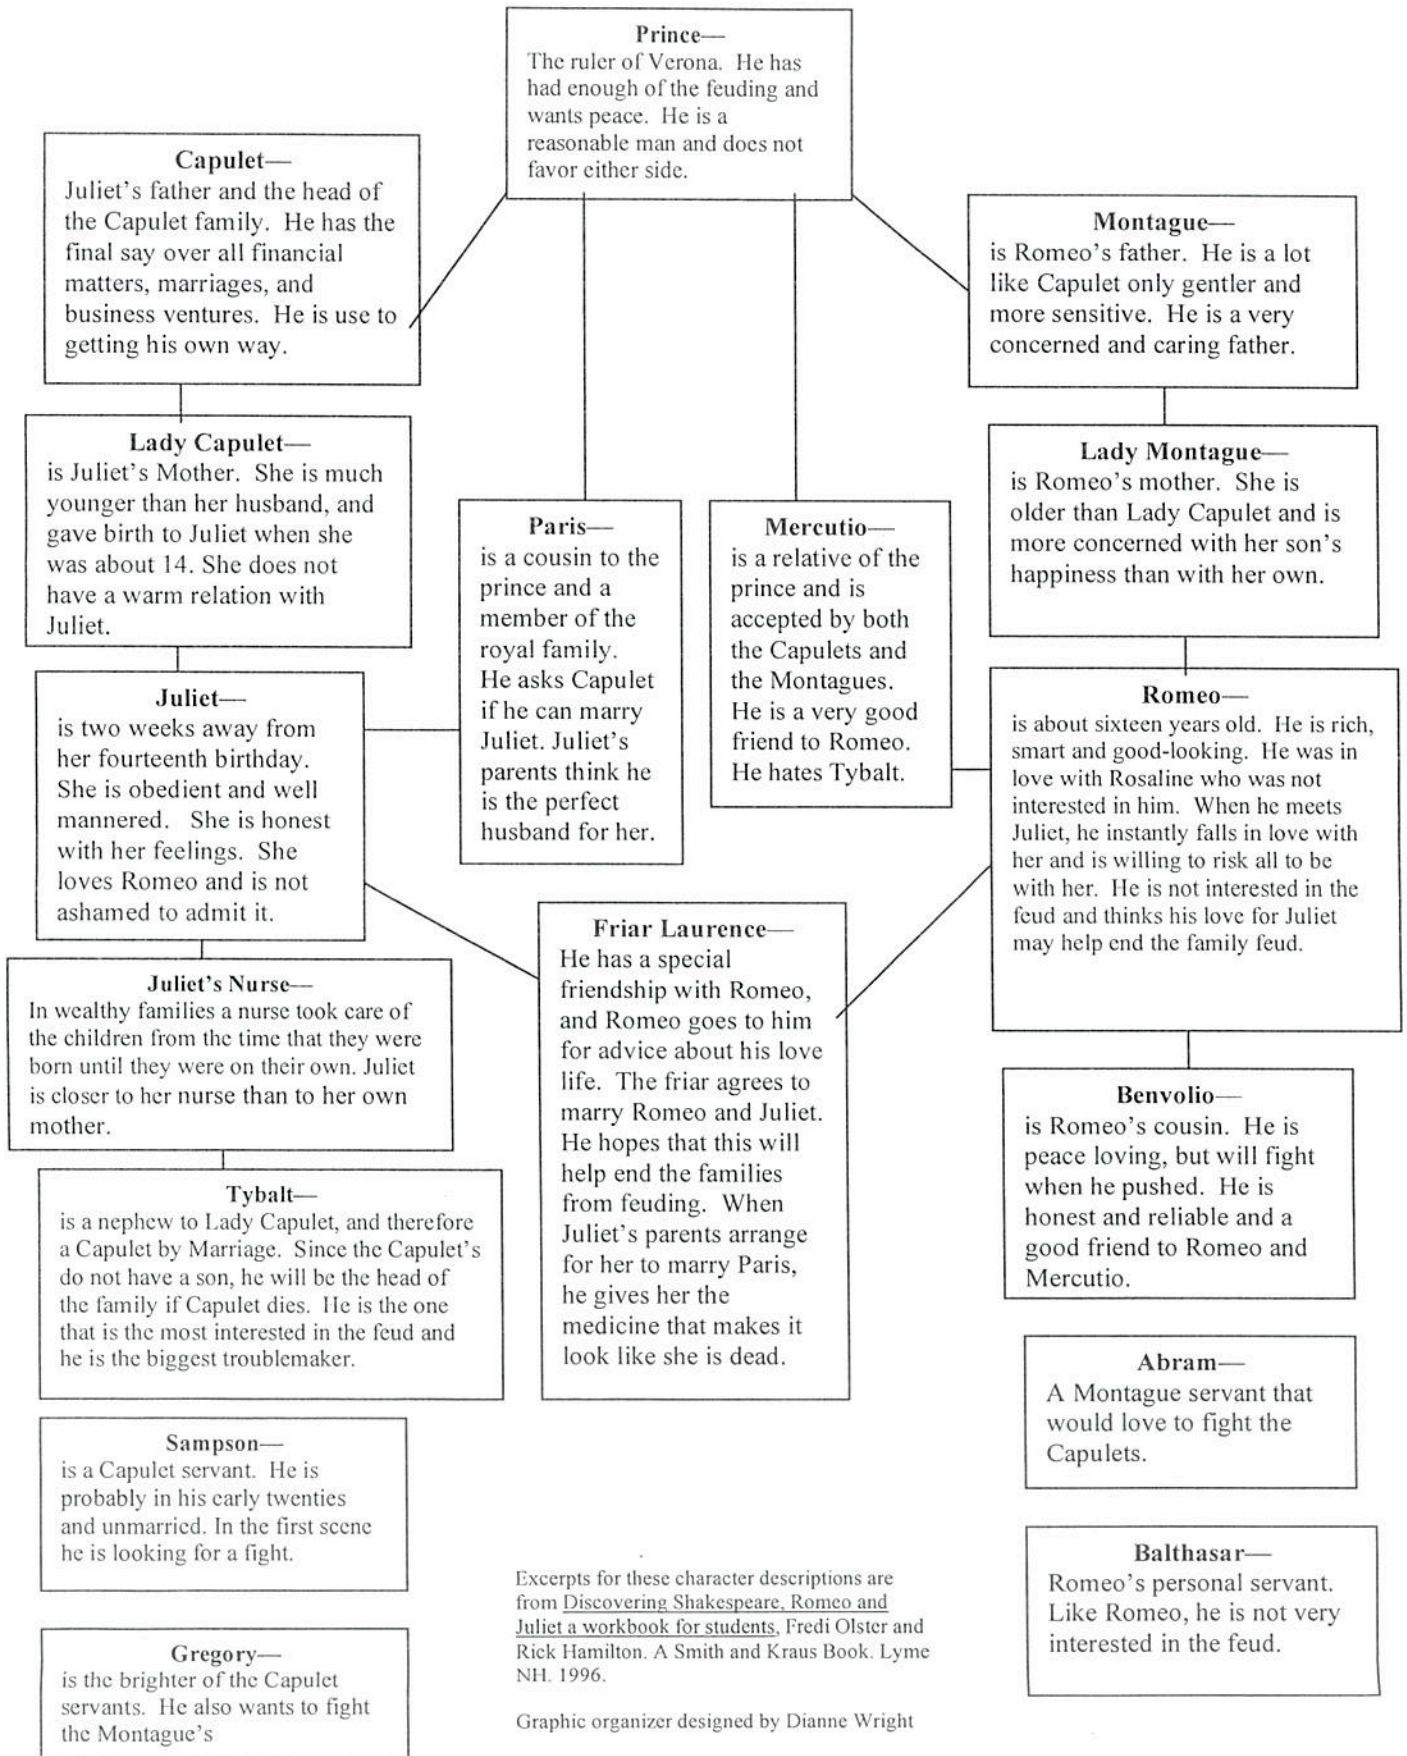 Prince—
The ruler of Verona. He has
had enough of the feuding and
wants peace. He is a
reasonable man and does not
favor either side.
Capulet—
Juliet's father and the head of
the Capulet family. He has the
final say over all financial
matters, marriages, and
business ventures. He is use to
getting his own way.
Montague—
is Romeo's father. He is a lot
like Capulet only gentler and
more sensitive. He is a very
concerned and caring father.
Lady Capulet—
is Juliet's Mother. She is much
younger than her husband, and
gave birth to Juliet when she
was about 14. She does not
have a warm relation with
Juliet.
Paris—
is a cousin to the
prince and a
member of the
royal family.
He asks Capulet
if he can marry
Juliet. Juliet's
parents think he
is the perfect
husband for her.
Mercutio—
is a relative of the
prince and is
accepted by both
the Capulets and
the Montagues.
He is a very good
friend to Romeo.
He hates Tybalt.
Lady Montague—
is Romeo's mother. She is
older than Lady Capulet and is
more concerned with her son's
happiness than with her own.
Juliet—
is two weeks away from
her fourteenth birthday.
She is obedient and well
mannered. She is honest
with her feelings. She
loves Romeo and is not
ashamed to admit it.
Romeo—
is about sixteen years old. He is rich,
smart and good-looking. He was in
love with Rosaline who was not
interested in him. When he meets
Juliet, he instantly falls in love with
her and is willing to risk all to be
with her. He is not interested in the
feud and thinks his love for Juliet
may help end the family feud.
Juliet's Nurse—
In wealthy families a nurse took care of
the children from the time that they were
born until they were on their own. Juliet
is closer to her nurse than to her own
mother.
Friar Laurence—
He has a special
friendship with Romeo,
and Romeo goes to him
for advice about his love
life. The friar agrees to
marry Romeo and Juliet.
He hopes that this will
help end the families
from feuding. When
Juliet's parents arrange
for her to marry Paris,
he gives her the
medicine that makes it
look like she is dead.
Benvolio—
is Romeo's cousin. He is
peace loving, but will fight
when he pushed. He is
honest and reliable and a
good friend to Romeo and
Mercutio.
Tybalt—
is a nephew to Lady Capulet, and therefore
a Capulet by Marriage. Since the Capulet's
do not have a son, he will be the head of
the family if Capulet dies. He is the one
that is the most interested in the feud and
he is the biggest troublemaker.
Abram—
A Montague servant that
would love to fight the
Capulets.
Sampson—
is a Capulet servant. He is
probably in his early twenties
and unmarried. In the first scene
he is looking for a fight.
Balthasar—
Romeo's personal servant.
Like Romeo, he is not very
interested in the feud.
Gregory—
is the brighter of the Capulet
servants. He also wants to fight
the Montague's
Excerpts for these character descriptions are
from Discovering Shakespeare, Romeo and
Juliet a workbook for students, Fredi Olster and
Rick Hamilton. A Smith and Kraus Book. Lyme
NH. 1996.
Graphic organizer designed by Dianne Wright